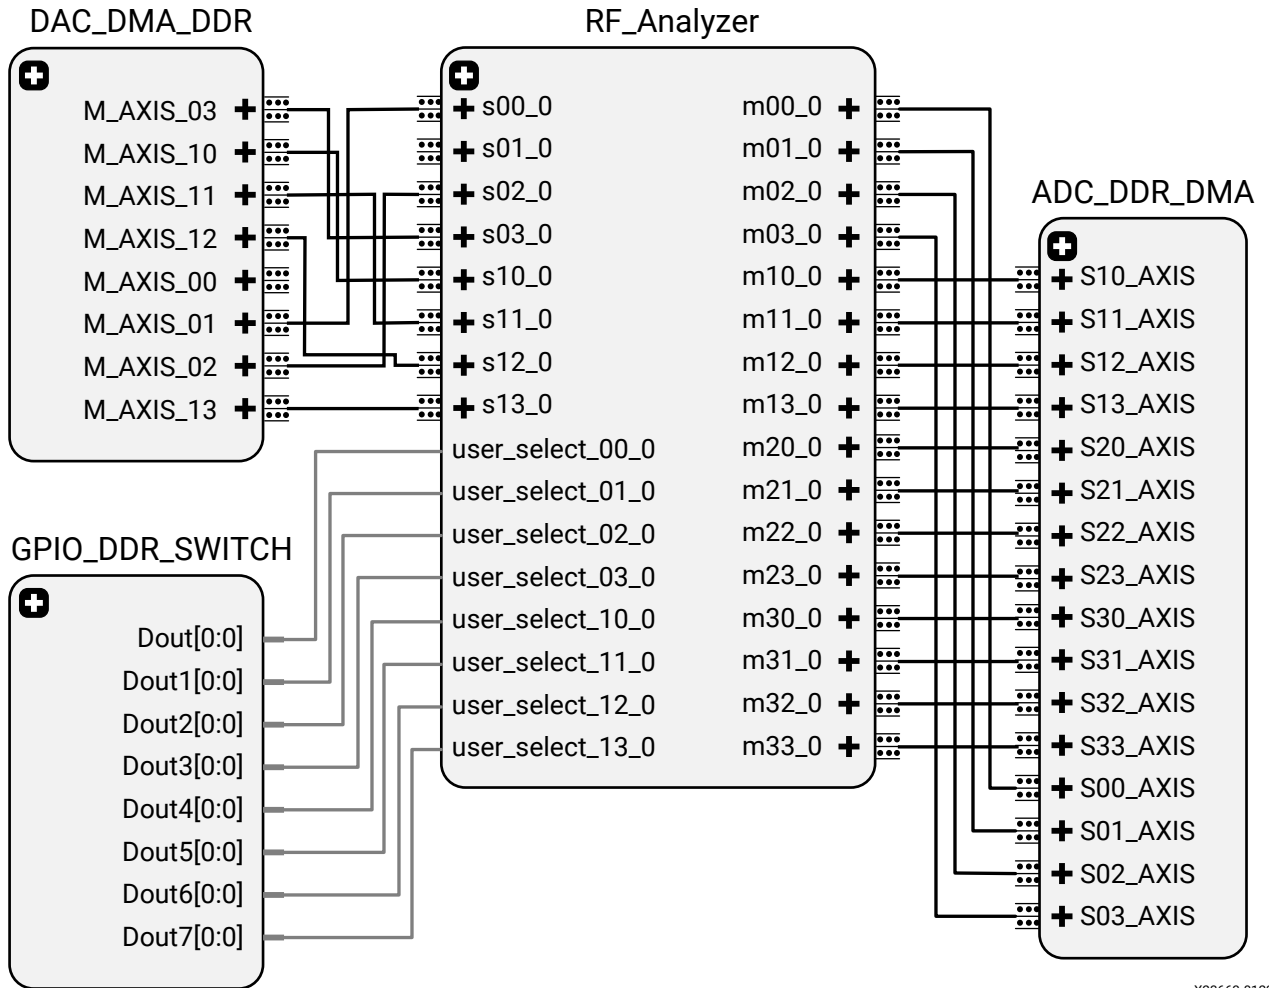 DAC_DMA_DDR
M_AXIS_03
M_AXIS_10
M_AXIS_11
M_AXIS_12
M_AXIS_00
M_AXIS_01
M_AXIS_02
M_AXIS_13
GPIO_DDR_SWITCH
Dout[0:0]
Dout1[0:0]
Dout2[0:0]
Dout3[0:0]
Dout4[0:0]
Dout5[0:0]
Dout6[0:0]
Dout7[0:0]
RF_Analyzer
s00_0 m00_0
s01_0 m01_0
s02_0 m02_0
s03_0 m03_0
s10_0 m10_0
s11_0 m11_0
s12_0 m12_0
s13_0 m13_0
user_select_00_0 m20_0
user_select_01_0 m21_0
user_select_02_0 m22_0
user_select_03_0 m23_0
user_select_10_0 m30_0
user_select_11_0 m31_0
user_select_12_0 m32_0
user_select_13_0 m33_0
ADC_DDR_DMA
S10_AXIS
S11_AXIS
S12_AXIS
S13_AXIS
S20_AXIS
S21_AXIS
S22_AXIS
S23_AXIS
S30_AXIS
S31_AXIS
S32_AXIS
S33_AXIS
S00_AXIS
S01_AXIS
S02_AXIS
S03_AXIS